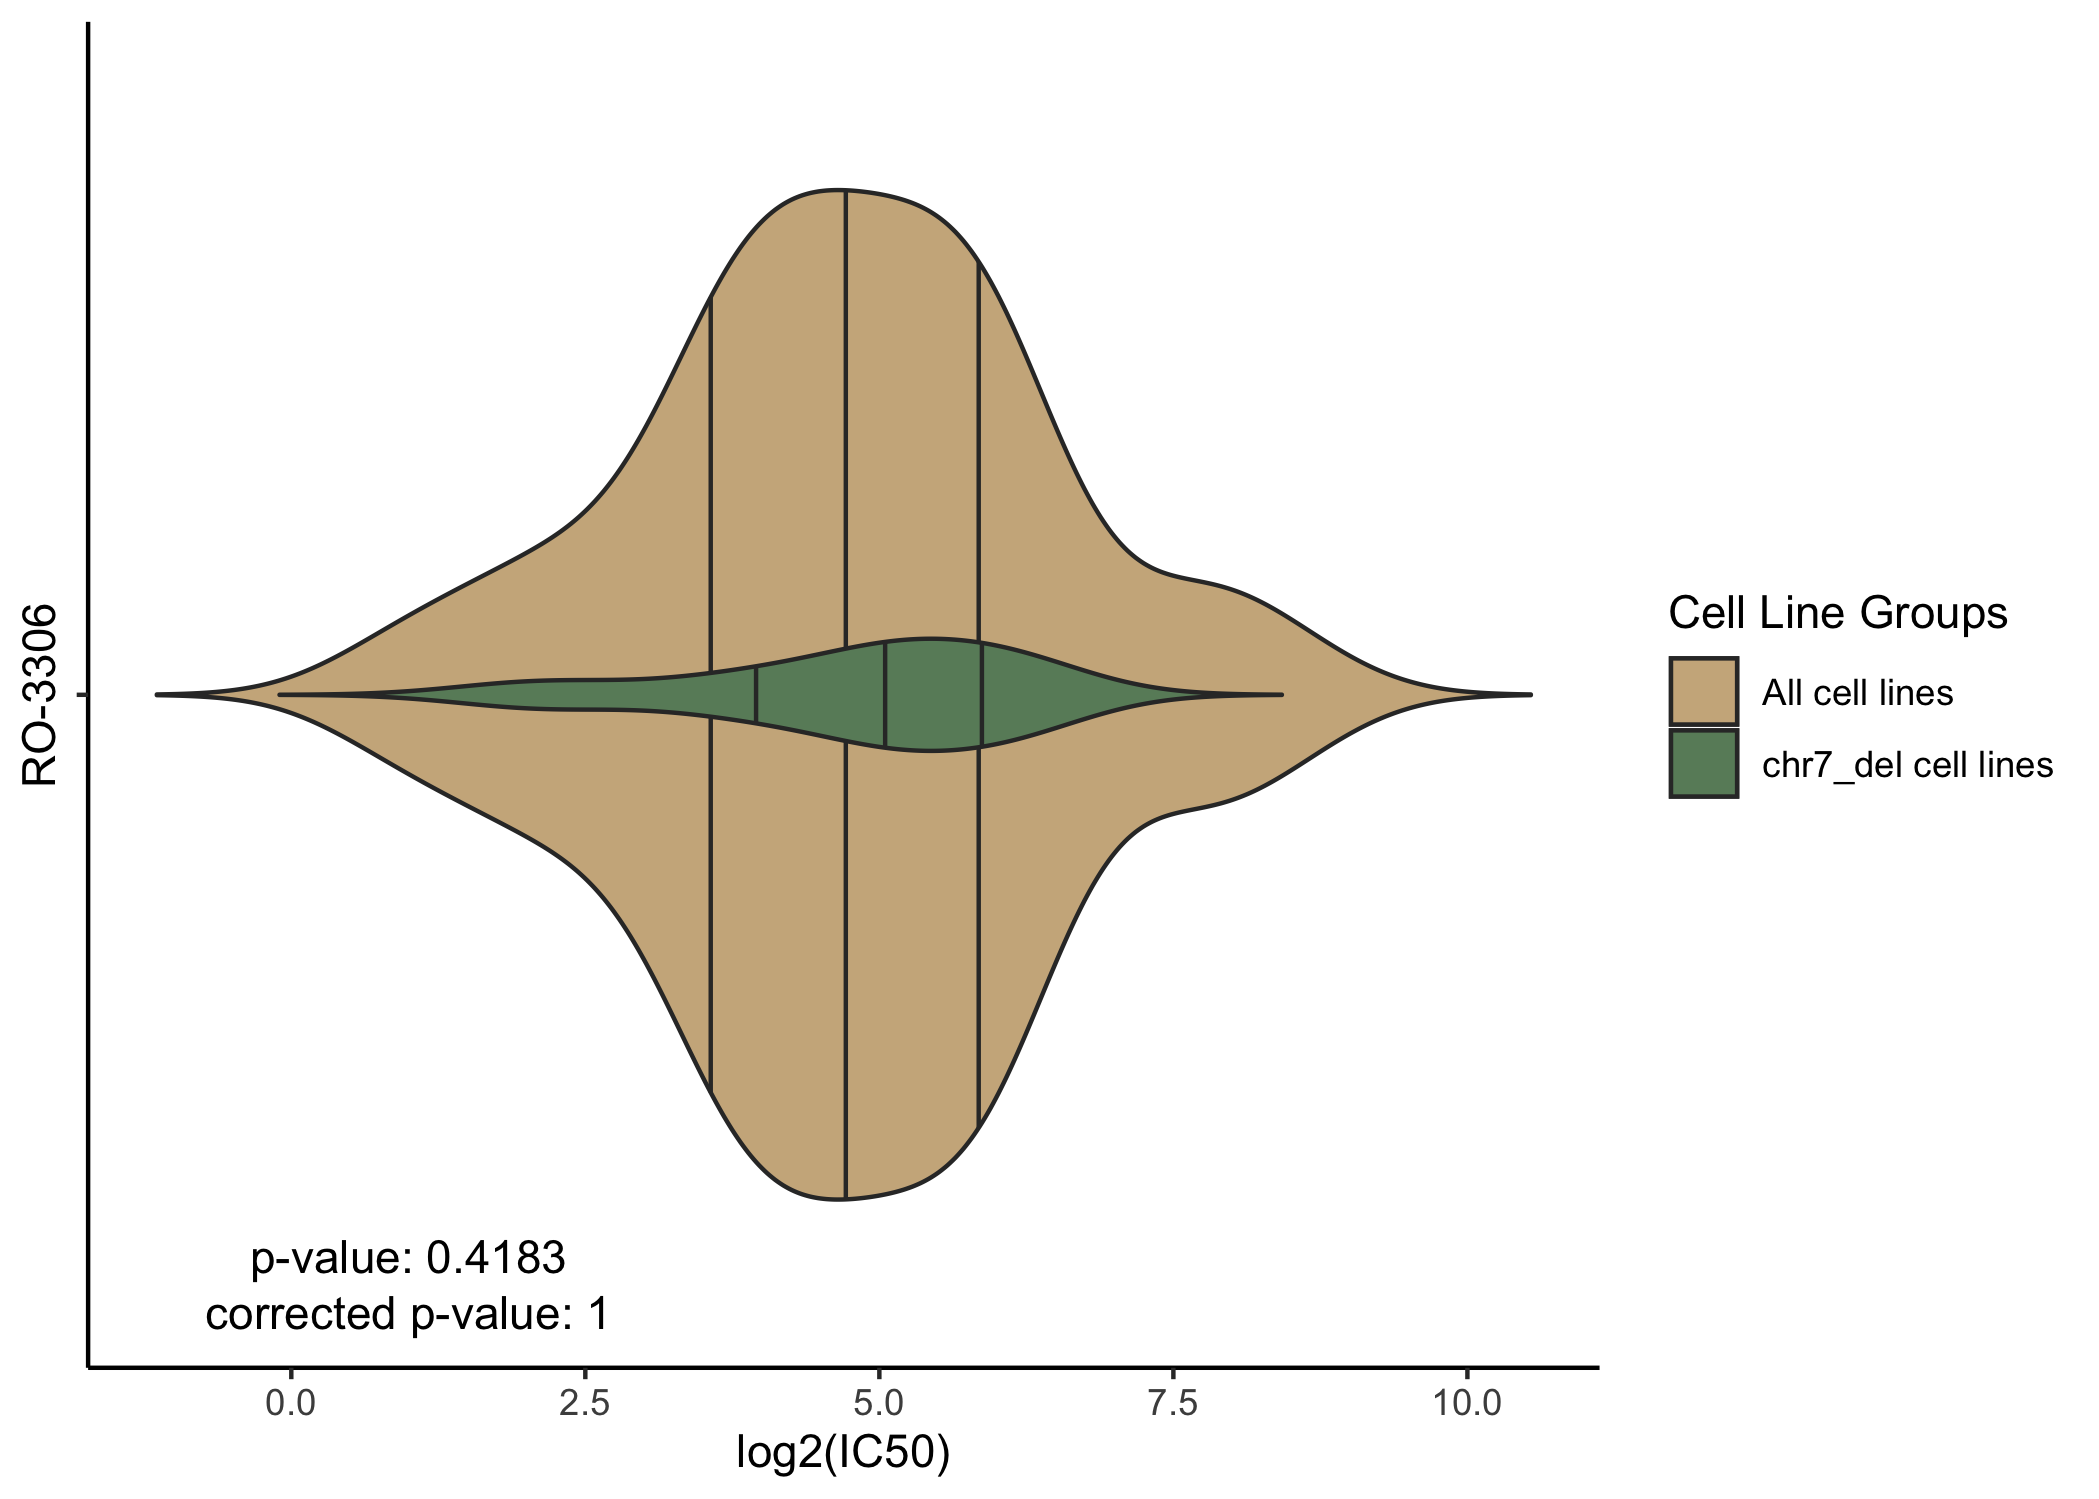 RO-3306
Cell Line Groups
All cell lines
chr7_del cell lines
p-value: 0.4183
corrected p-value: 1
0.0 2.5 5.0 7.5 10.0
log2(IC50)